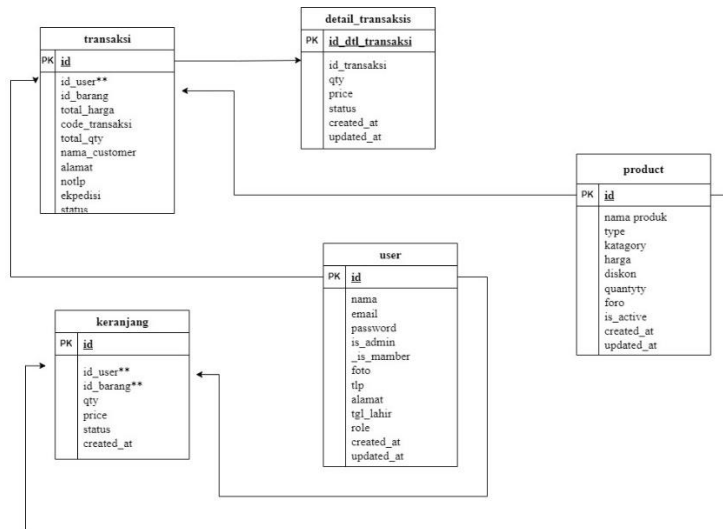 transaksi
PK id
id_user**
id_barang
total_harga
code_transaksi
total_qty
nama_customer
alamat
notlp
ekpedisi
status
detail_transaksis
PK id_dtl_transaksi
id_transaksi
qty
price
status
created_at
updated_at
product
PK id
nama produk
type
katagory
harga
diskon
quantyty
foro
is_active
created_at
updated_at
user
PK id
nama
email
password
is_admin
_is_mamber
foto
tlp
alamat
tgl_lahir
role
created_at
updated_at
keranjang
PK id
id_user**
id_barang**
qty
price
status
created_at